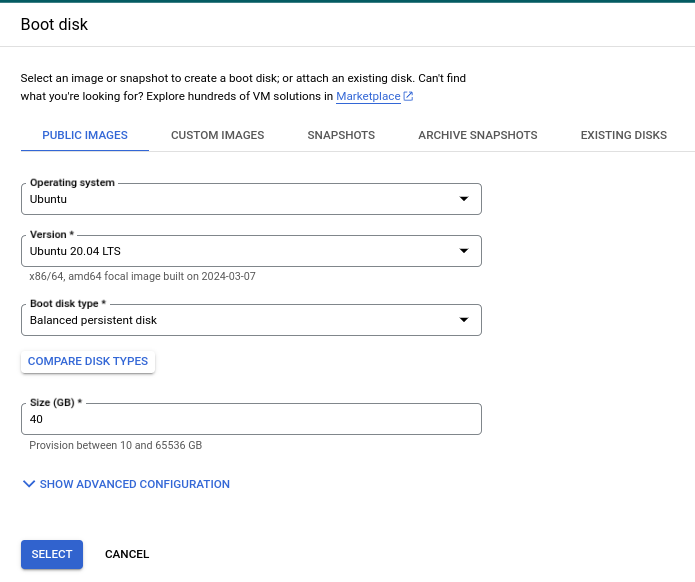 Boot disk
Select an image or snapshot to create a boot disk; or attach an existing disk. Can't find
what you're looking for? Explore hundreds of VM solutions in Marketplace
PUBLIC IMAGES CUSTOM IMAGES SNAPSHOTS ARCHIVE SNAPSHOTS EXISTING DISKS
Operating system
Ubuntu
Version *
Ubuntu 20.04 LTS
x86/64, amd64 focal image built on 2024-03-07
Boot disk type *
Balanced persistent disk
COMPARE DISK TYPES
Size (GB) *
40
Provision between 10 and 65536 GB
SHOW ADVANCED CONFIGURATION
SELECT CANCEL